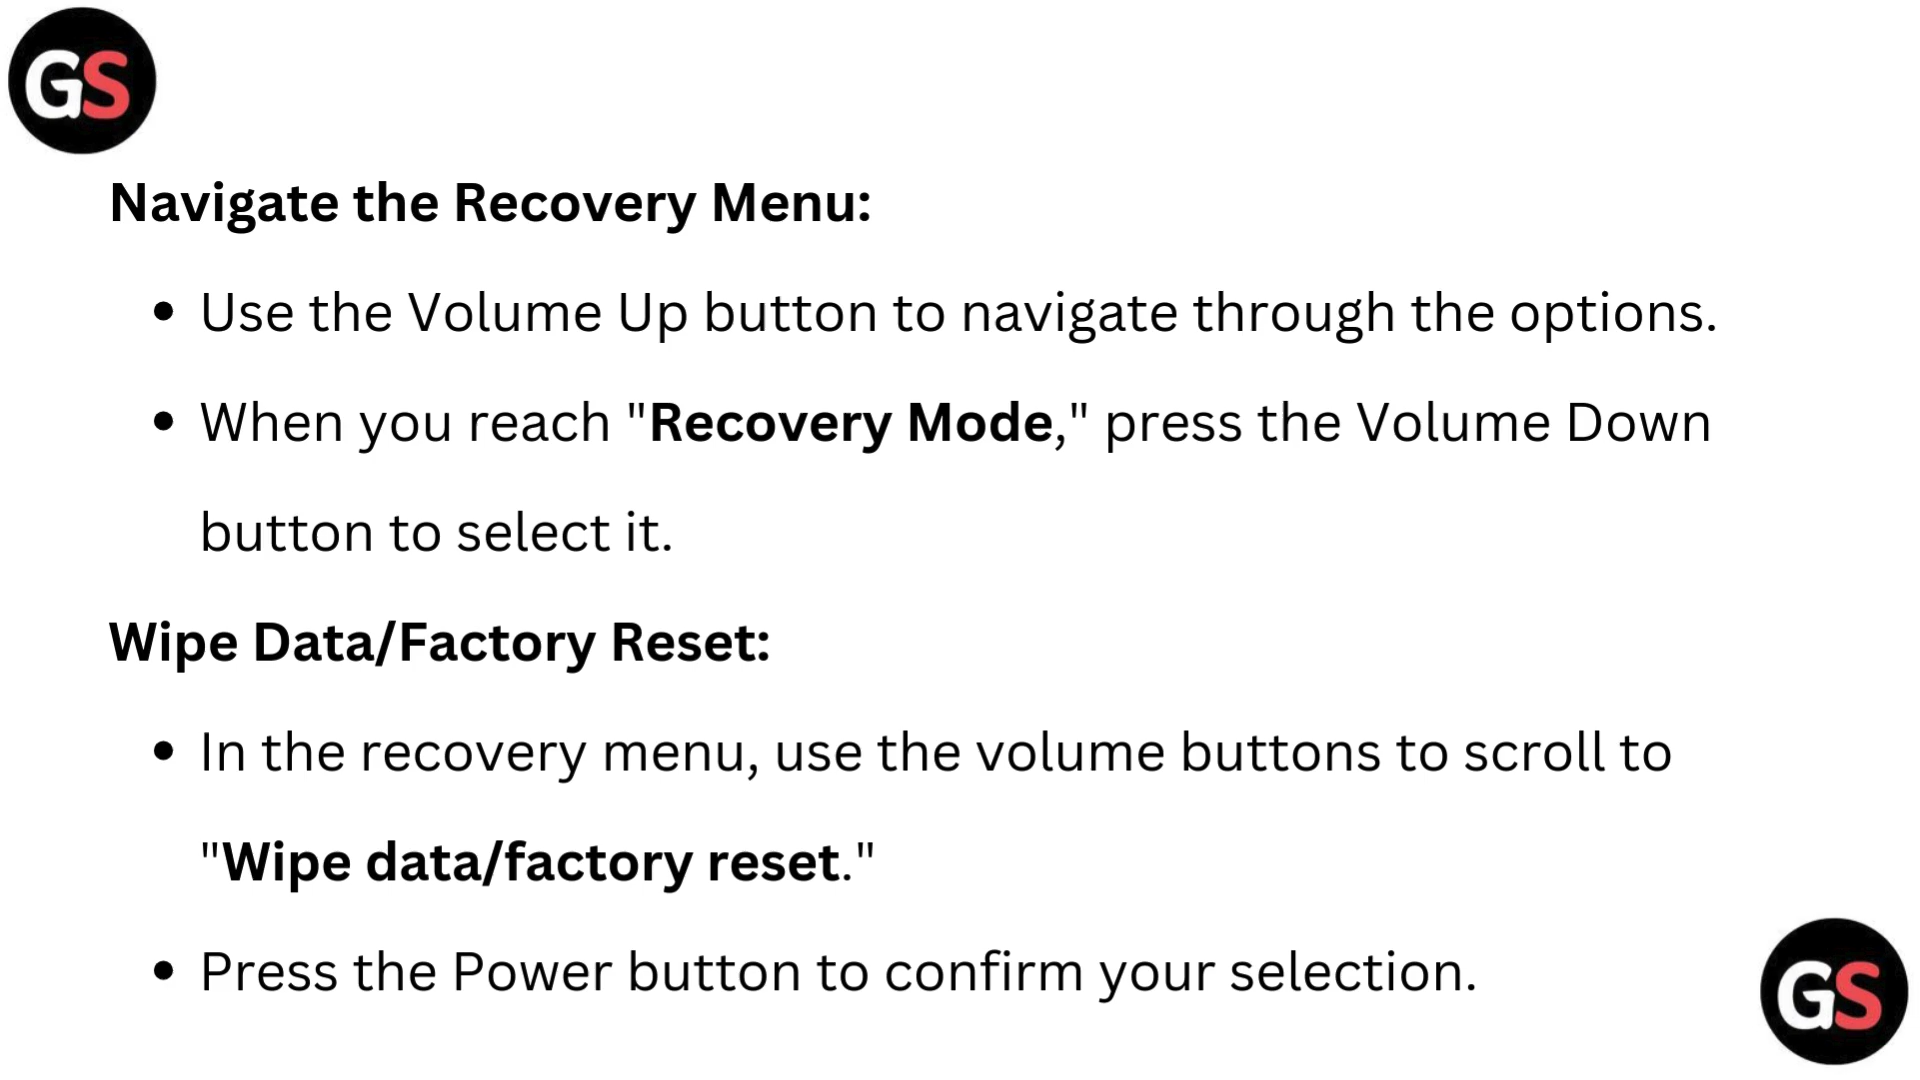 GS
Navigate the Recovery Menu:
• Use the Volume Up button to navigate through the options.
• When you reach "Recovery Mode," press the Volume Down
button to select it.
Wipe Data/Factory Reset:
• In the recovery menu, use the volume buttons to scroll to
"Wipe data/factory reset."
• Press the Power button to confirm your selection.
GS